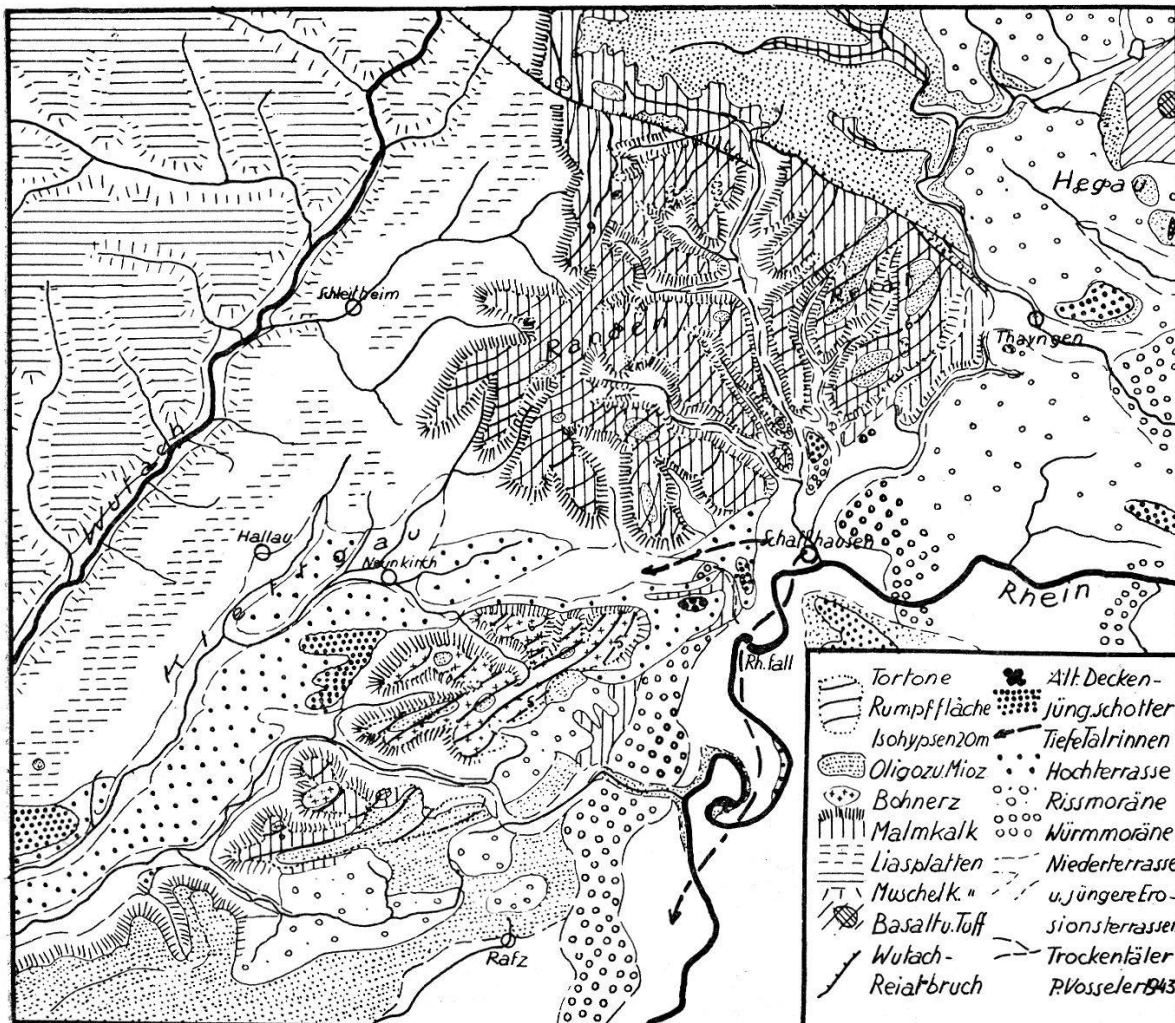 Hegau
Schleitheim
Reiat
Randen
Thayngen
Wutach
Hallau
Klettgau
Neunkirch
Schaffhausen
Rhein
Rh. Fall
Rafz
Tortone
Rumpffläche
Isohypsen 20m
Oligoz u. Mioz
Bohnerz
Malmkalk
Liasplatten
Muschelk. "
Basalt u. Tuff
Wutach-
Reiatbruch
Alt. Decken-
jüng. schotter
Tiefe Talrinnen
Hochterrasse
Rissmoräne
Würmmoräne
Niederterrasse
u. jüngere Ero
sionsterrassen
Trockentäler
P. Vosseler 1943